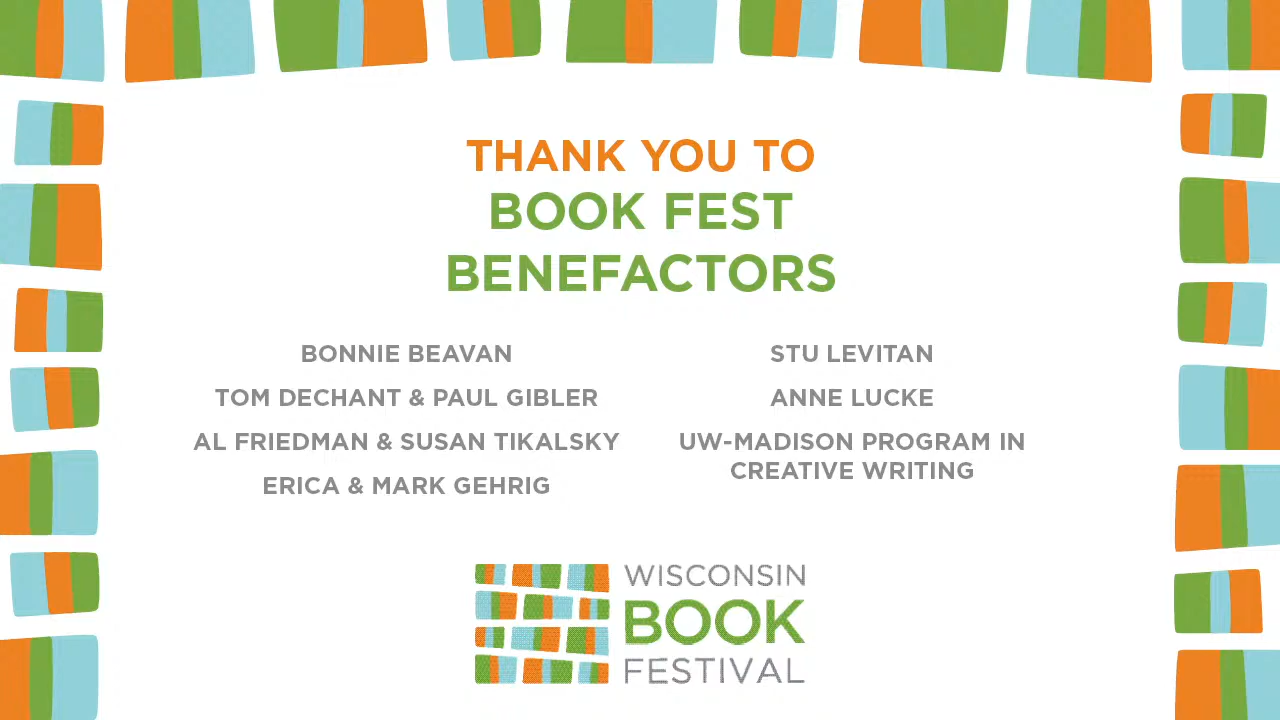 THANK YOU TO
BOOK FEST
BENEFACTORS
BONNIE BEAVAN
TOM DECHANT & PAUL GIBLER
AL FRIEDMAN & SUSAN TIKALSKY
ERICA & MARK GEHRIG
STU LEVITAN
ANNE LUCKE
UW-MADISON PROGRAM IN
CREATIVE WRITING
WISCONSIN
BOOK
FESTIVAL